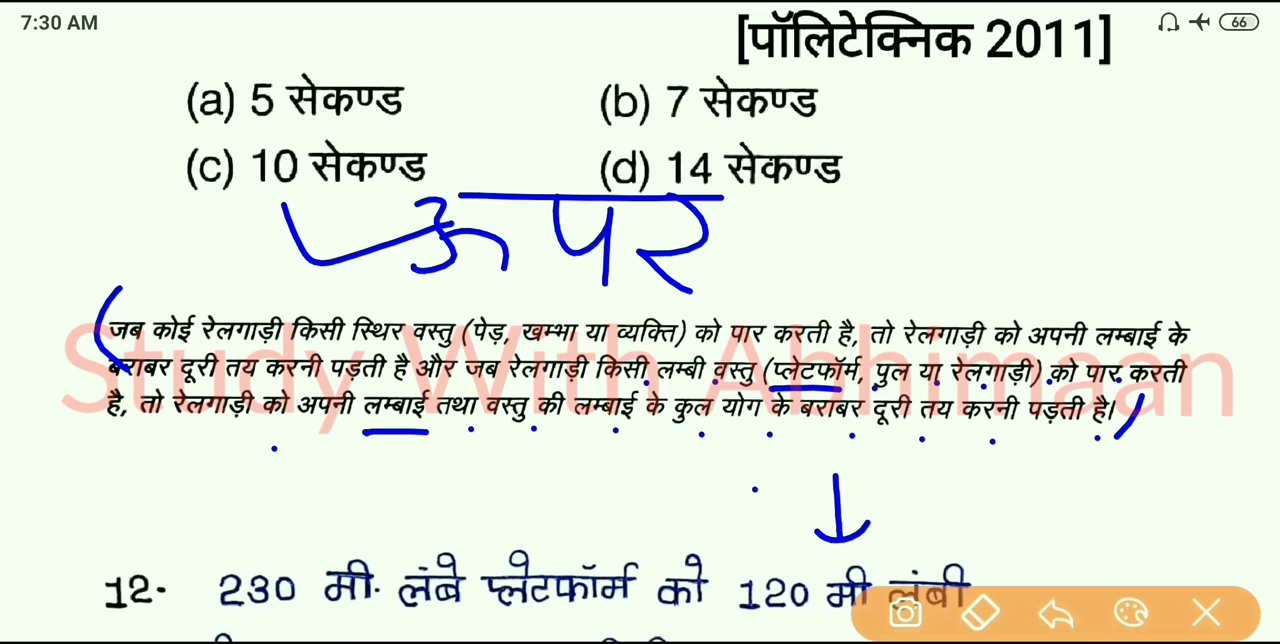 7:30 AM
66
[पॉलिटेक्निक 2011]
(a) 5 सेकण्ड (b) 7 सेकण्ड
(c) 10 सेकण्ड (d) 14 सेकण्ड
ऊपर
जब कोई रेलगाड़ी किसी स्थिर वस्तु (पेड़, खम्भा या व्यक्ति) को पार करती है, तो रेलगाड़ी को अपनी लम्बाई के
बराबर दूरी तय करनी पड़ती है और जब रेलगाड़ी किसी लम्बी वस्तु (प्लेटफॉर्म, पुल या रेलगाड़ी) को पार करती
है, तो रेलगाड़ी को अपनी लम्बाई तथा वस्तु की लम्बाई के कुल योग के बराबर दूरी तय करनी पड़ती है।
Study With Abhimaan
12. 230 मी. लंबे प्लेटफॉर्म को 120 मी लंबी